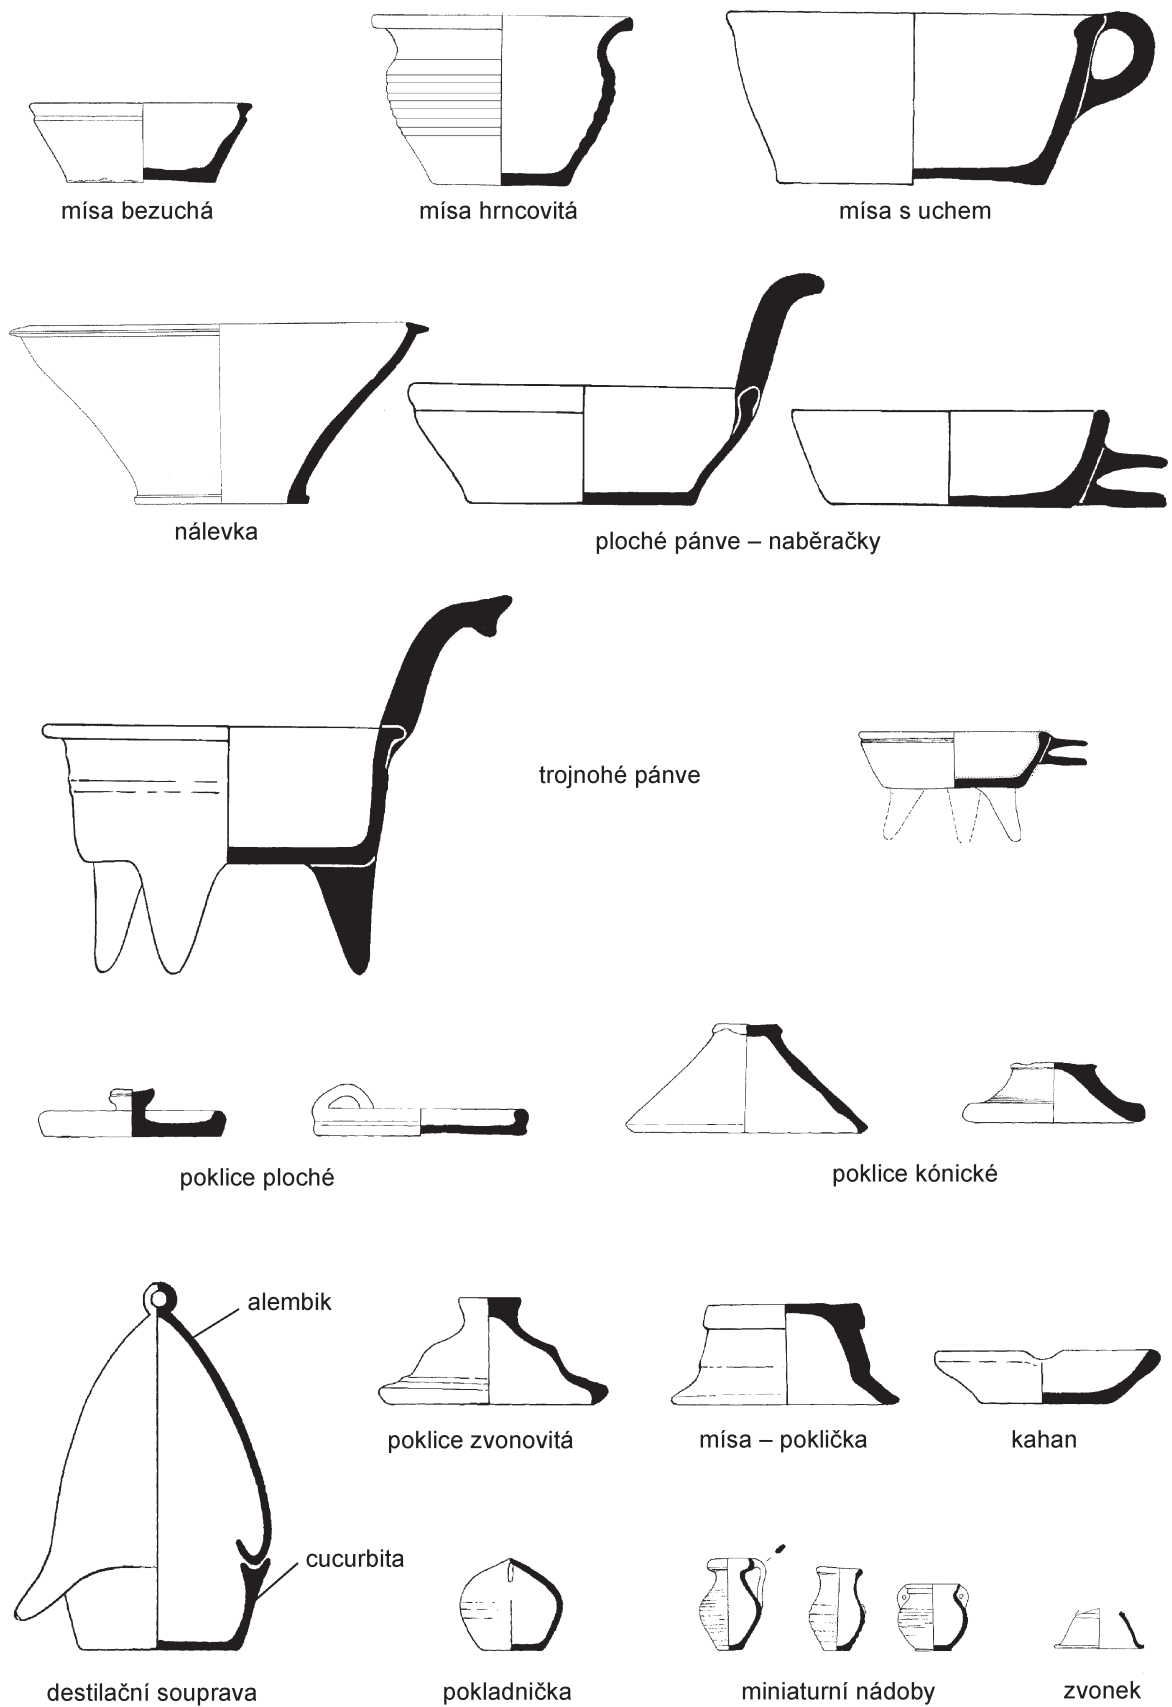 mísa bezuchá
mísa hrncovitá
mísa s uchem
nálevka
ploché pánve – naběračky
trojnohé pánve
poklice ploché
poklice kónické
alembik
poklice zvonovitá
mísa – poklička
kahan
cucurbita
destilační souprava
pokladnička
miniaturní nádoby
zvonek